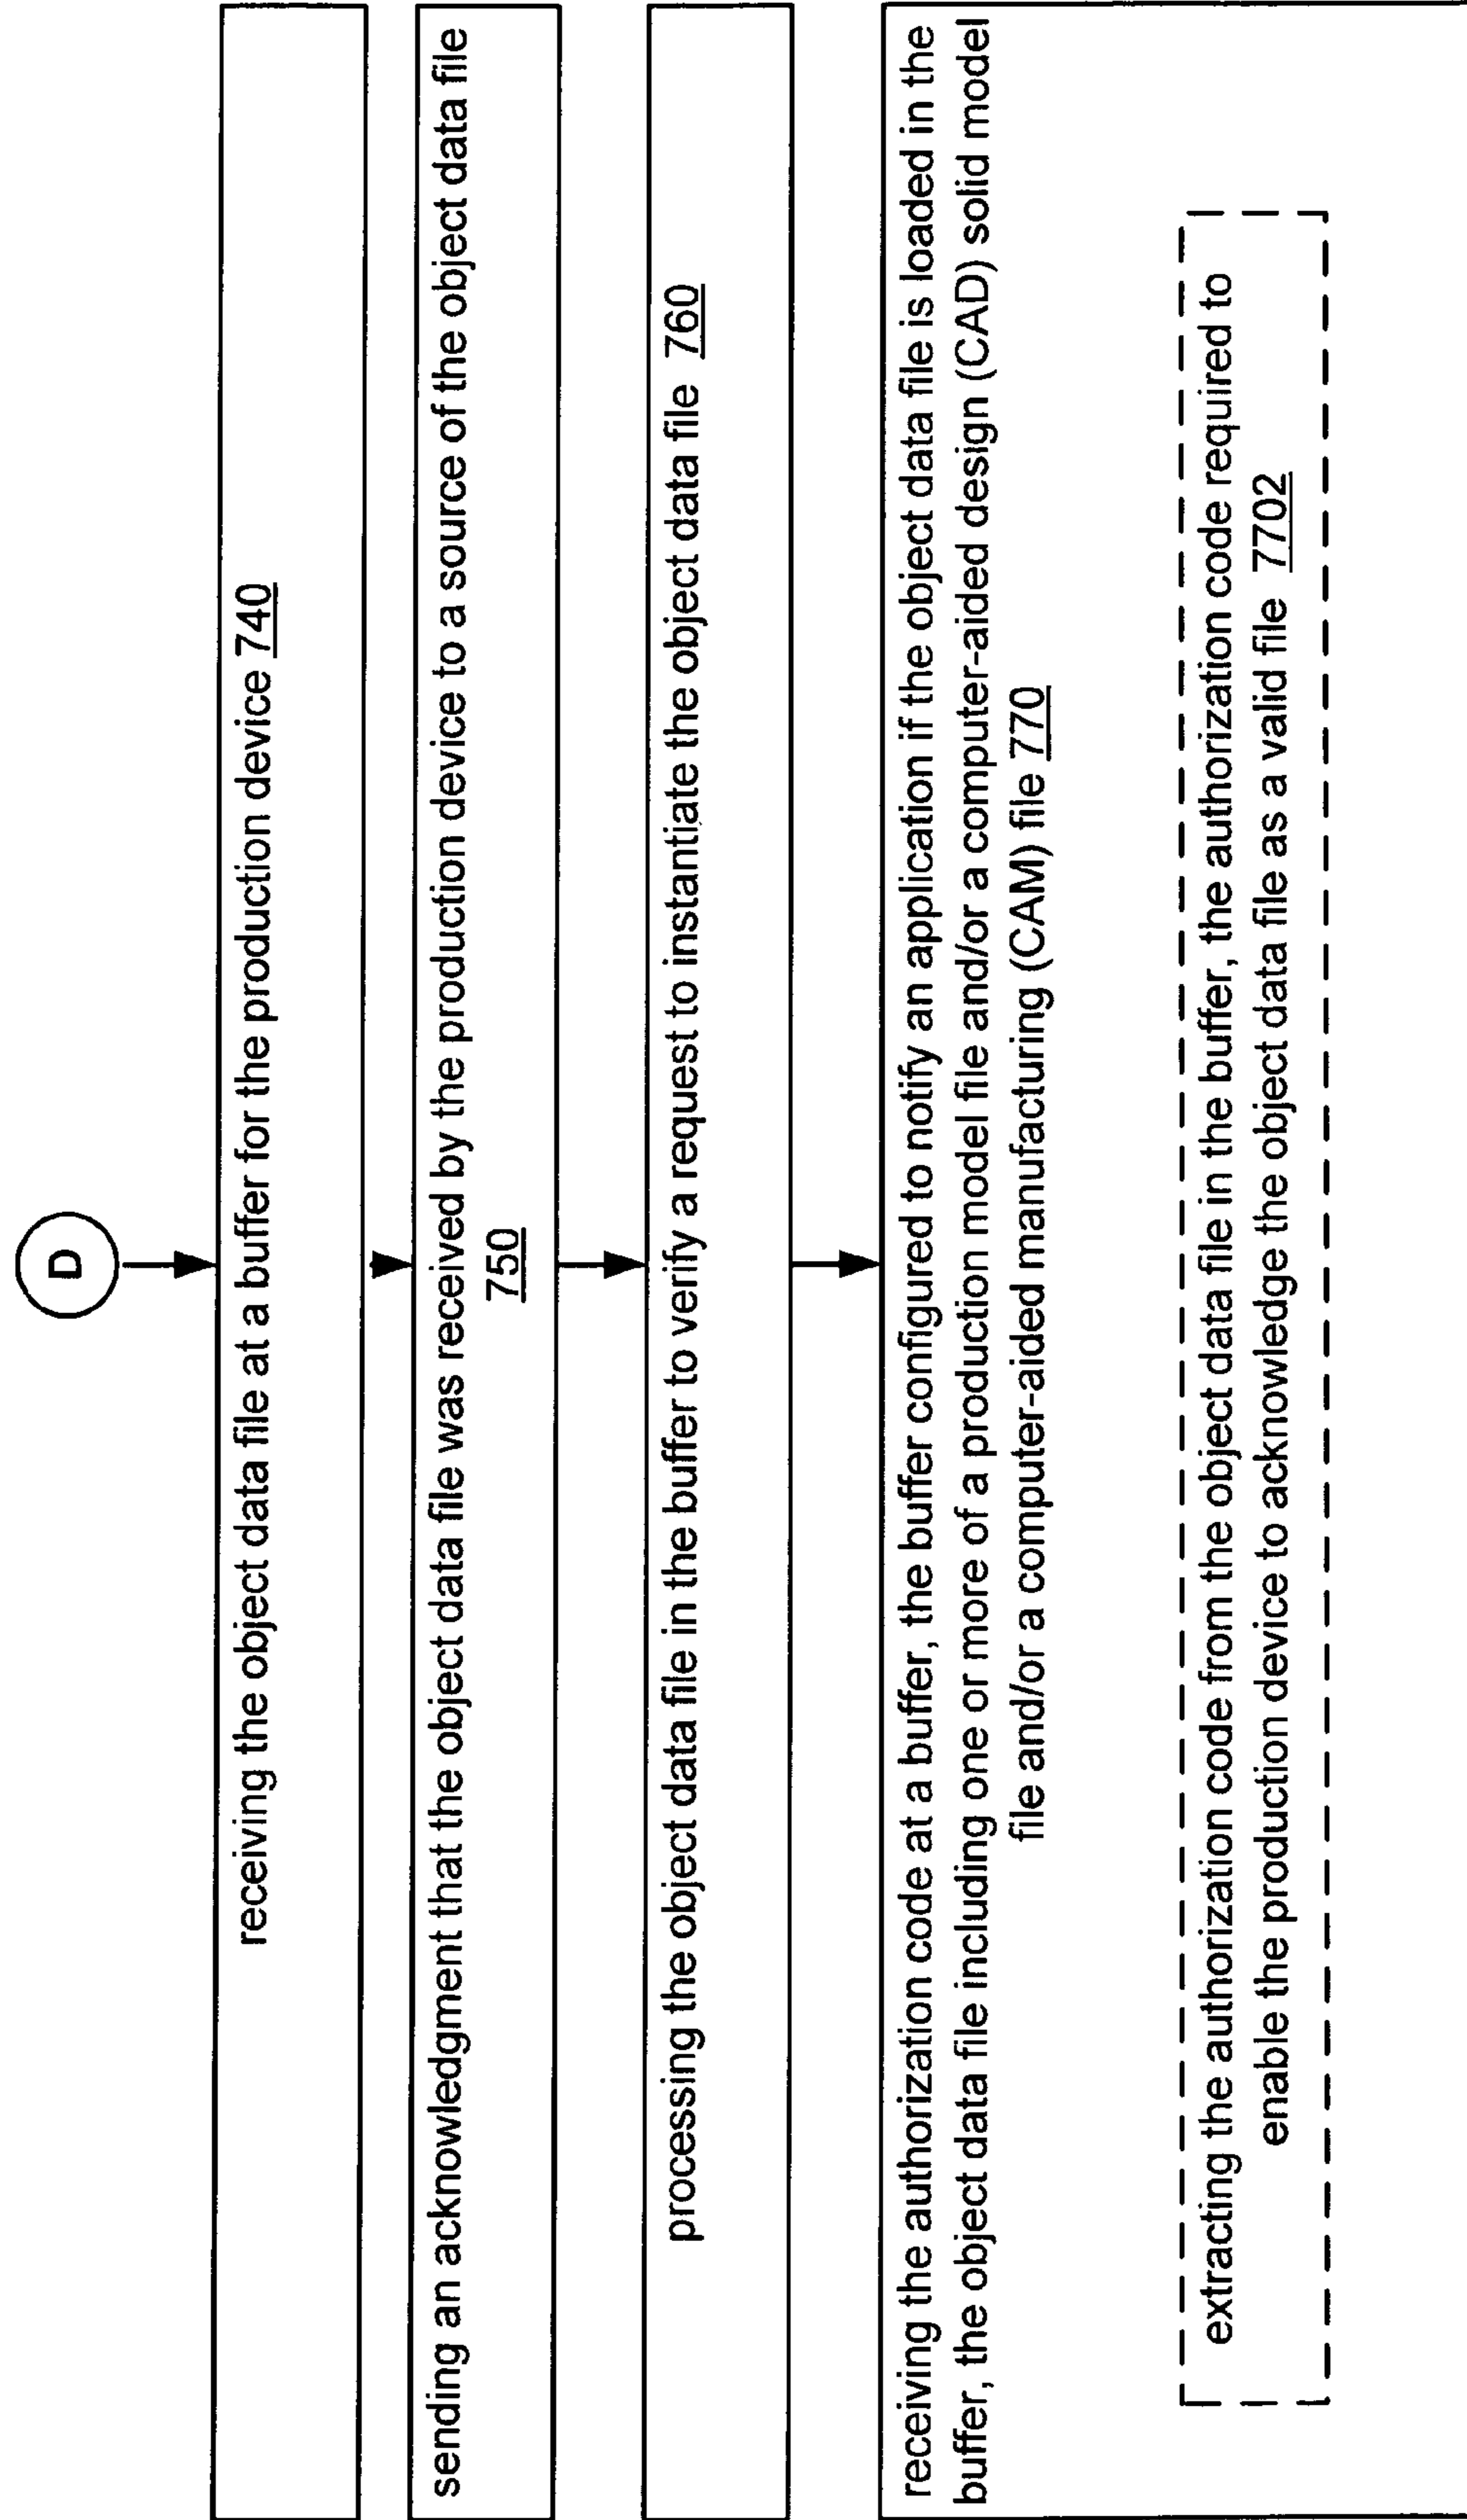 D
receiving the object data file at a buffer for the production device 740
sending an acknowledgment that the object data file was received by the production device to a source of the object data file
750
processing the object data file in the buffer to verify a request to instantiate the object data file 760
receiving the authorization code at a buffer, the buffer configured to notify an application if the object data file is loaded in the
buffer, the object data file including one or more of a production model file and/or a computer-aided design (CAD) solid model
file and/or a computer-aided manufacturing (CAM) file 770
extracting the authorization code from the object data file in the buffer, the authorization code required to
enable the production device to acknowledge the object data file as a valid file 7702